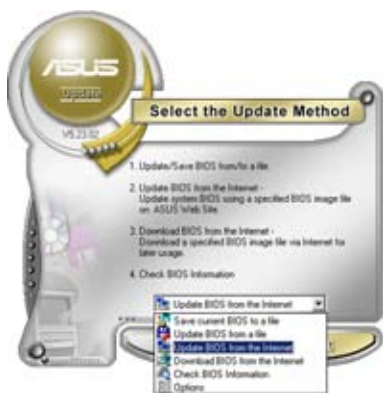 ASUS
Update
Select the Update Method
1. Update/Save BIOS from/to a file.
2. Update BIOS from the Internet -
Update system BIOS using a specified BIOS image file
on ASUS Web Site.
3. Download BIOS from the Internet -
Download a specified BIOS image file via Internet for
later usage.
4. Check BIOS Information
Update BIOS from the Internet
Save current BIOS to a file
Update BIOS from a file
Update BIOS from the Internet
Download BIOS from the Internet
Check BIOS Information
Options